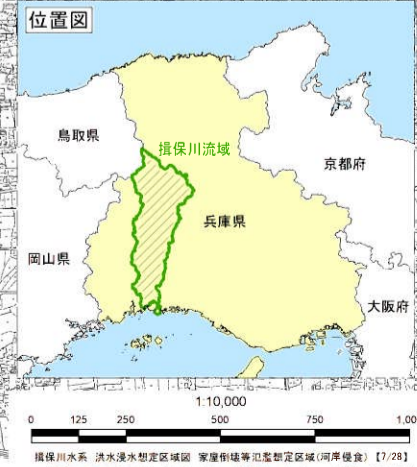 位置図
揖保川流域
鳥取県
京都府
兵庫県
岡山県
大阪府
1:10,000
0 125 250 500 750 1,00
揖保川水系 洪水浸水想定区域図 家屋倒壊等氾濫想定区域(河岸侵食)【7/28】